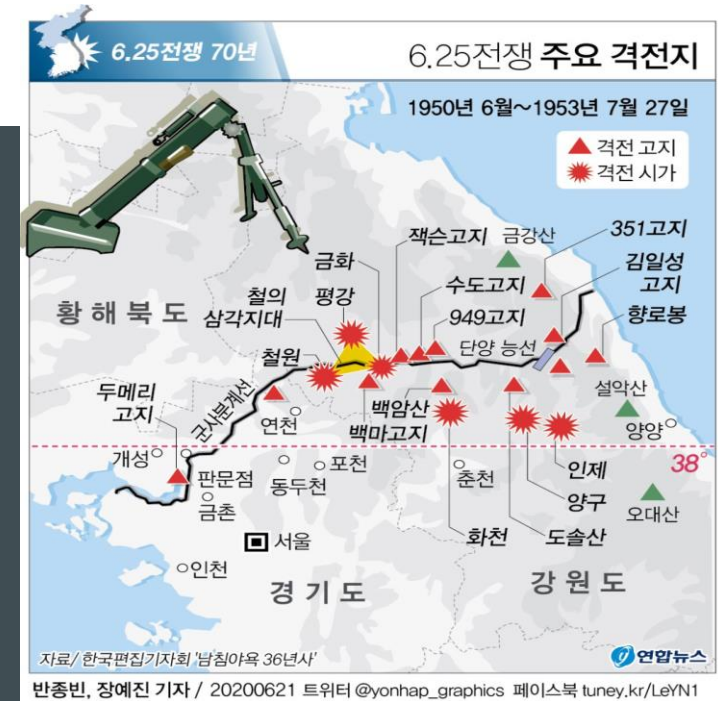 6.25전쟁 70년
6.25전쟁 주요 격전지
1950년 6월~1953년 7월 27일
격전 고지
격전 시가
잭슨고지
금강산
351고지
금화
김일성
고지
수도고지
철의
삼각지대
평강
황해북도
949고지
향로봉
단양 능선
철원
두메리
고지
군사분계선
설악산
백암산
연천
백마고지
양양
개성
38°
판문점
포천
춘천
인제
동두천
금촌
양구
오대산
서울
화천
도솔산
인천
경기도
강원도
자료/ 한국편집기자회 '남침야욕 36년사'
y 연합뉴스
반종빈, 장예진 기자 / 20200621 트위터 @yonhap_graphics 페이스북 tuney.kr/LeYN1